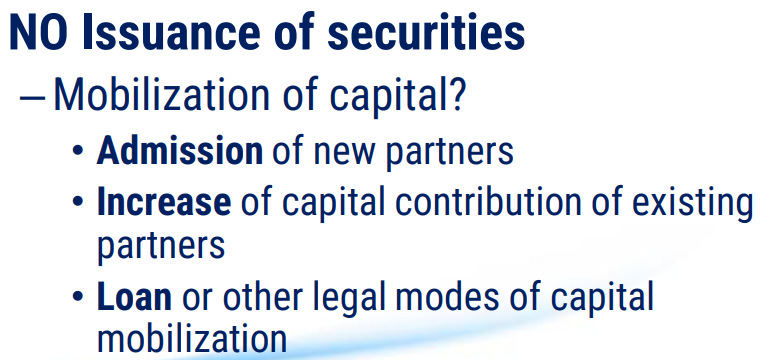 NO Issuance of securities
– Mobilization of capital?
• Admission of new partners
• Increase of capital contribution of existing
partners
• Loan or other legal modes of capital
mobilization